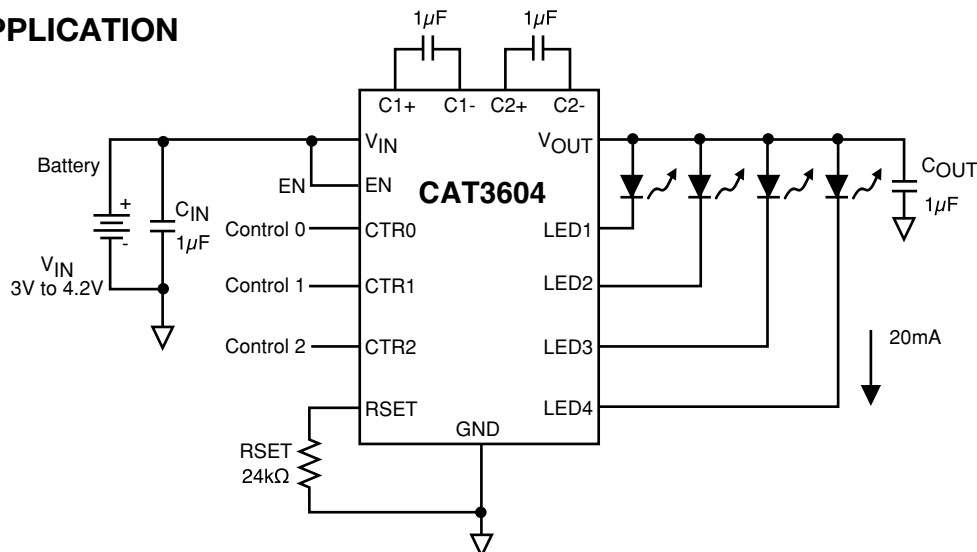 PPLICATION
1µF
1µF
C1+ C1- C2+ C2-
VIN
VOUT
Battery
EN
EN
CAT3604
COUT
1µF
+
-
CIN
1µF
Control 0
CTR0
LED1
VIN
3V to 4.2V
Control 1
CTR1
LED2
Control 2
CTR2
LED3
20mA
RSET
LED4
GND
RSET
24kΩ